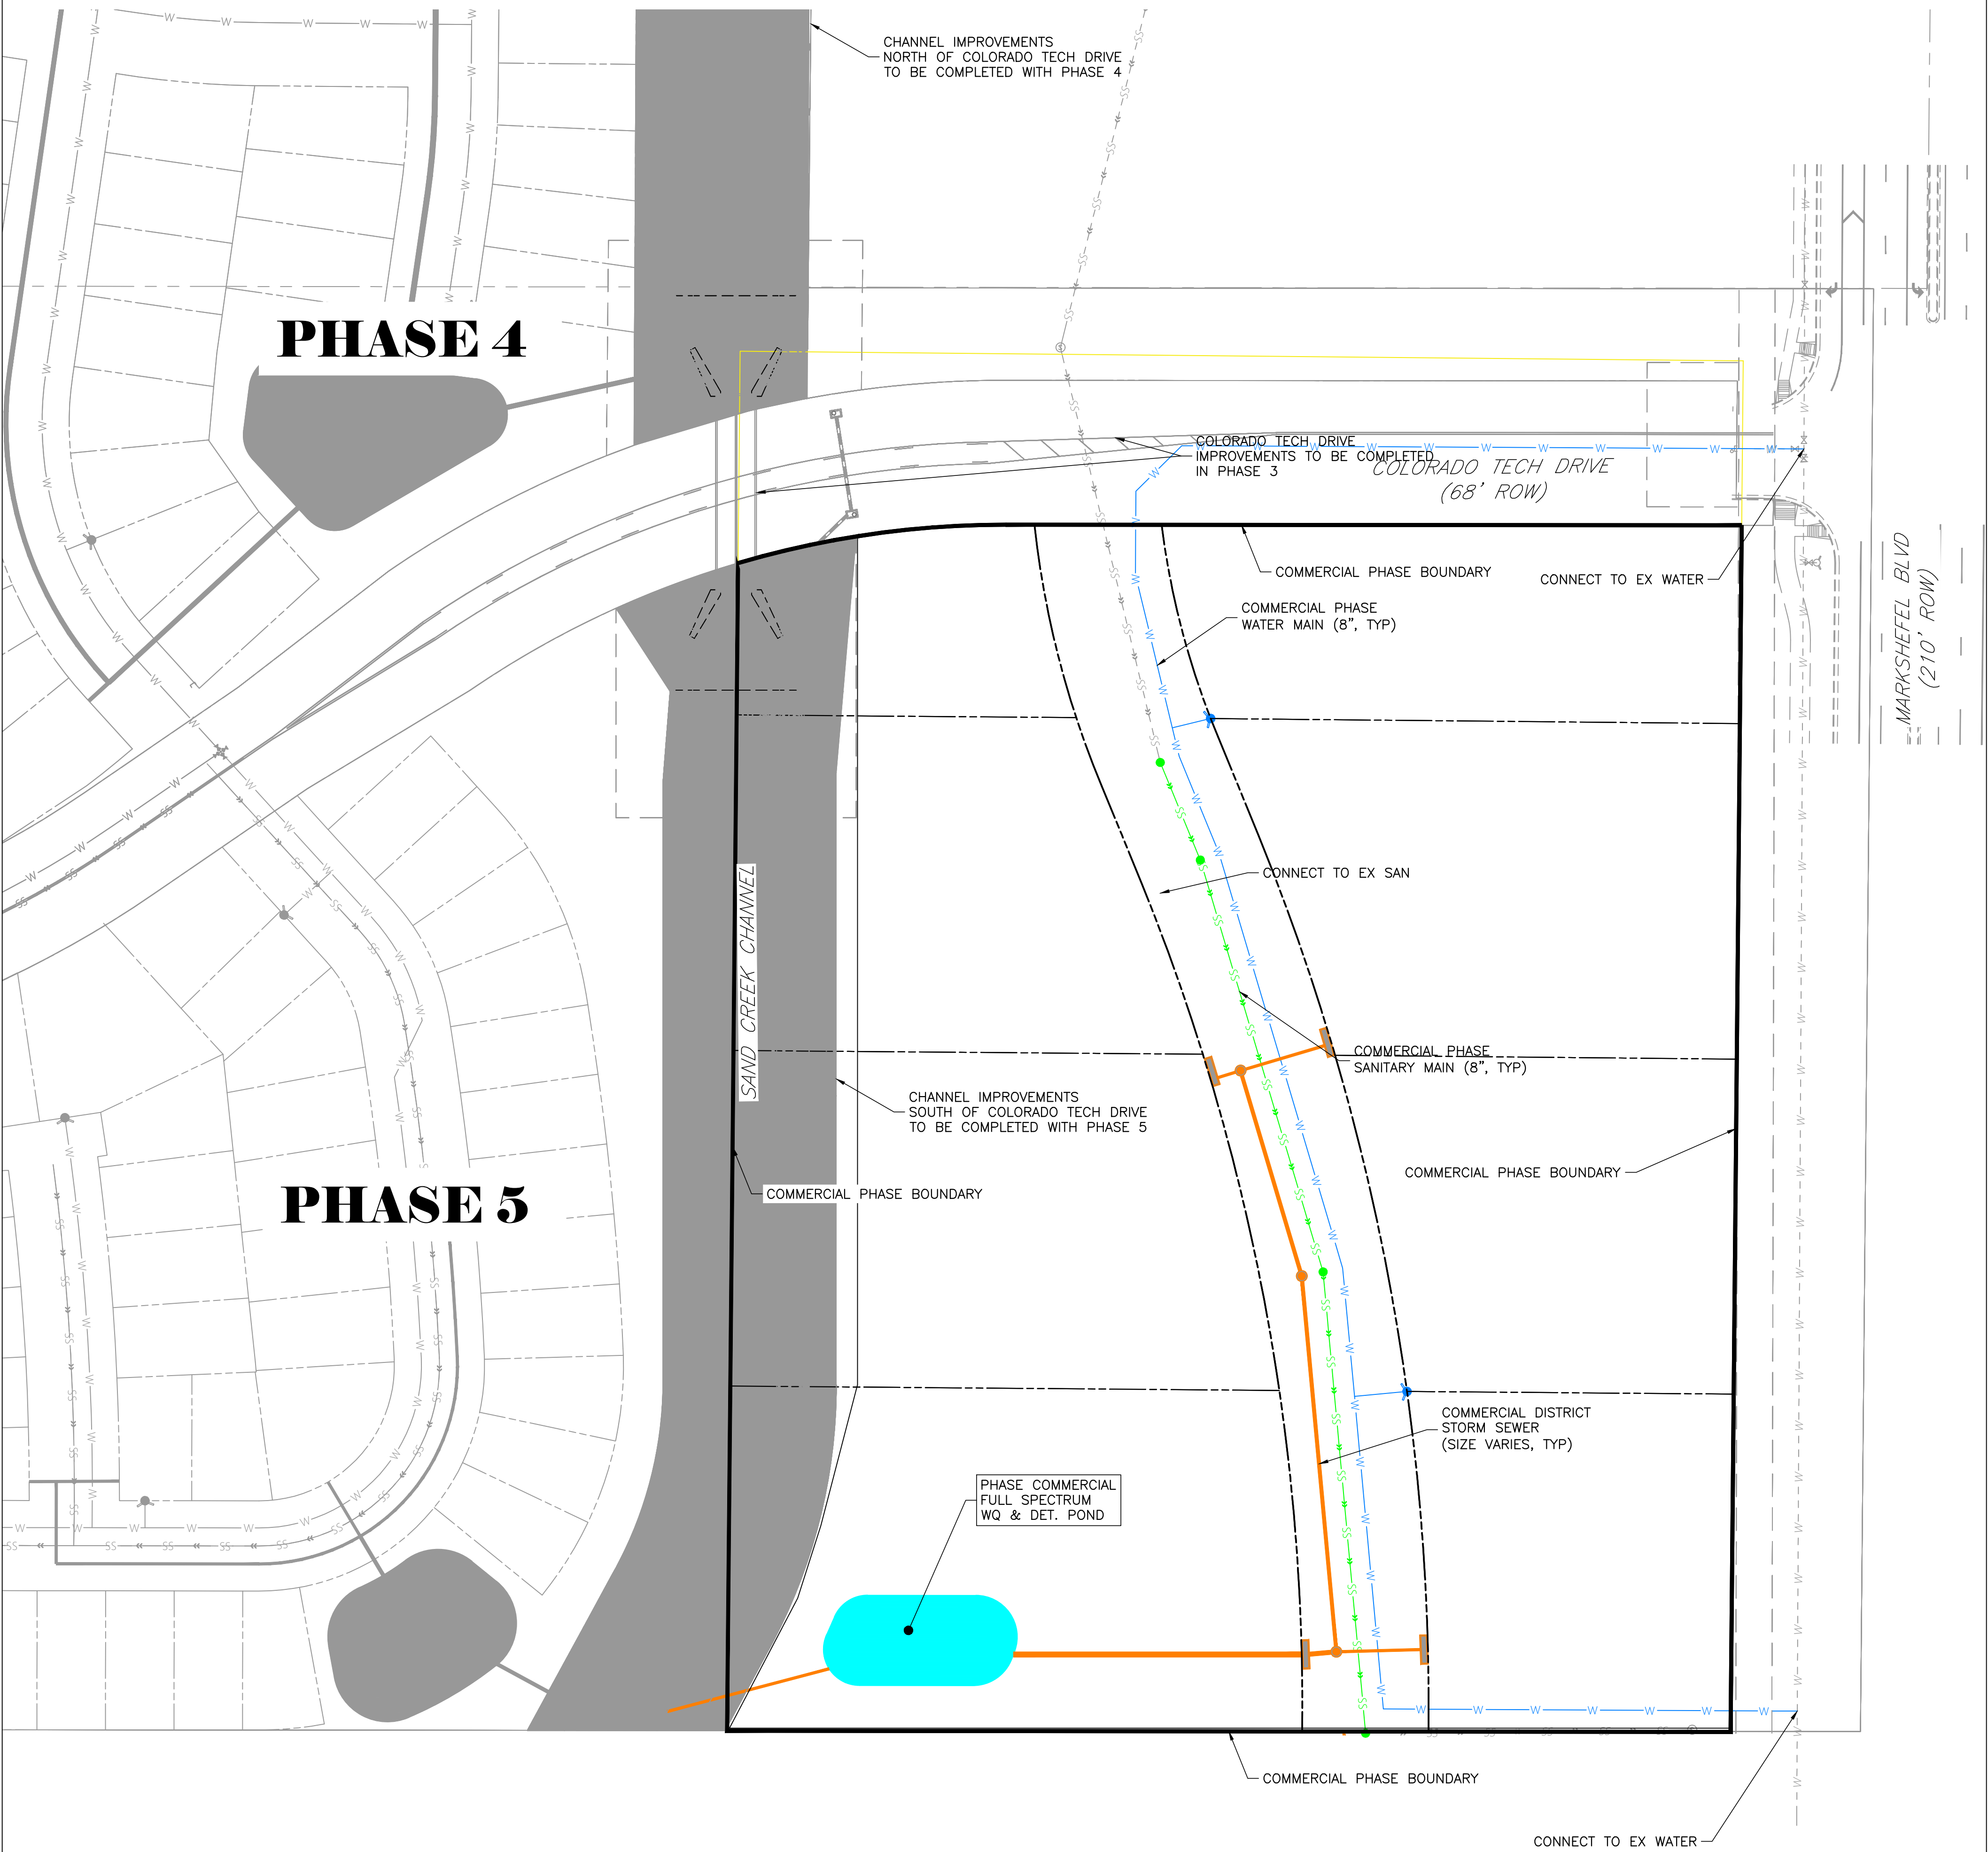 CHANNEL IMPROVEMENTS
NORTH OF COLORADO TECH DRIVE
TO BE COMPLETED WITH PHASE 4
PHASE 4
COLORADO TECH DRIVE
IMPROVEMENTS TO BE COMPLETED
IN PHASE 3
COLORADO TECH DRIVE
(68' ROW)
COMMERCIAL PHASE BOUNDARY
CONNECT TO EX WATER
MARKSHEFEL BLVD
(210' ROW)
COMMERCIAL PHASE
WATER MAIN (8", TYP)
CONNECT TO EX SAN
SAND CREEK CHANNEL
COMMERCIAL PHASE
SANITARY MAIN (8", TYP)
CHANNEL IMPROVEMENTS
SOUTH OF COLORADO TECH DRIVE
TO BE COMPLETED WITH PHASE 5
COMMERCIAL PHASE BOUNDARY
COMMERCIAL PHASE BOUNDARY
PHASE 5
COMMERCIAL DISTRICT
STORM SEWER
(SIZE VARIES, TYP)
PHASE COMMERCIAL
FULL SPECTRUM
WQ & DET. POND
COMMERCIAL PHASE BOUNDARY
CONNECT TO EX WATER